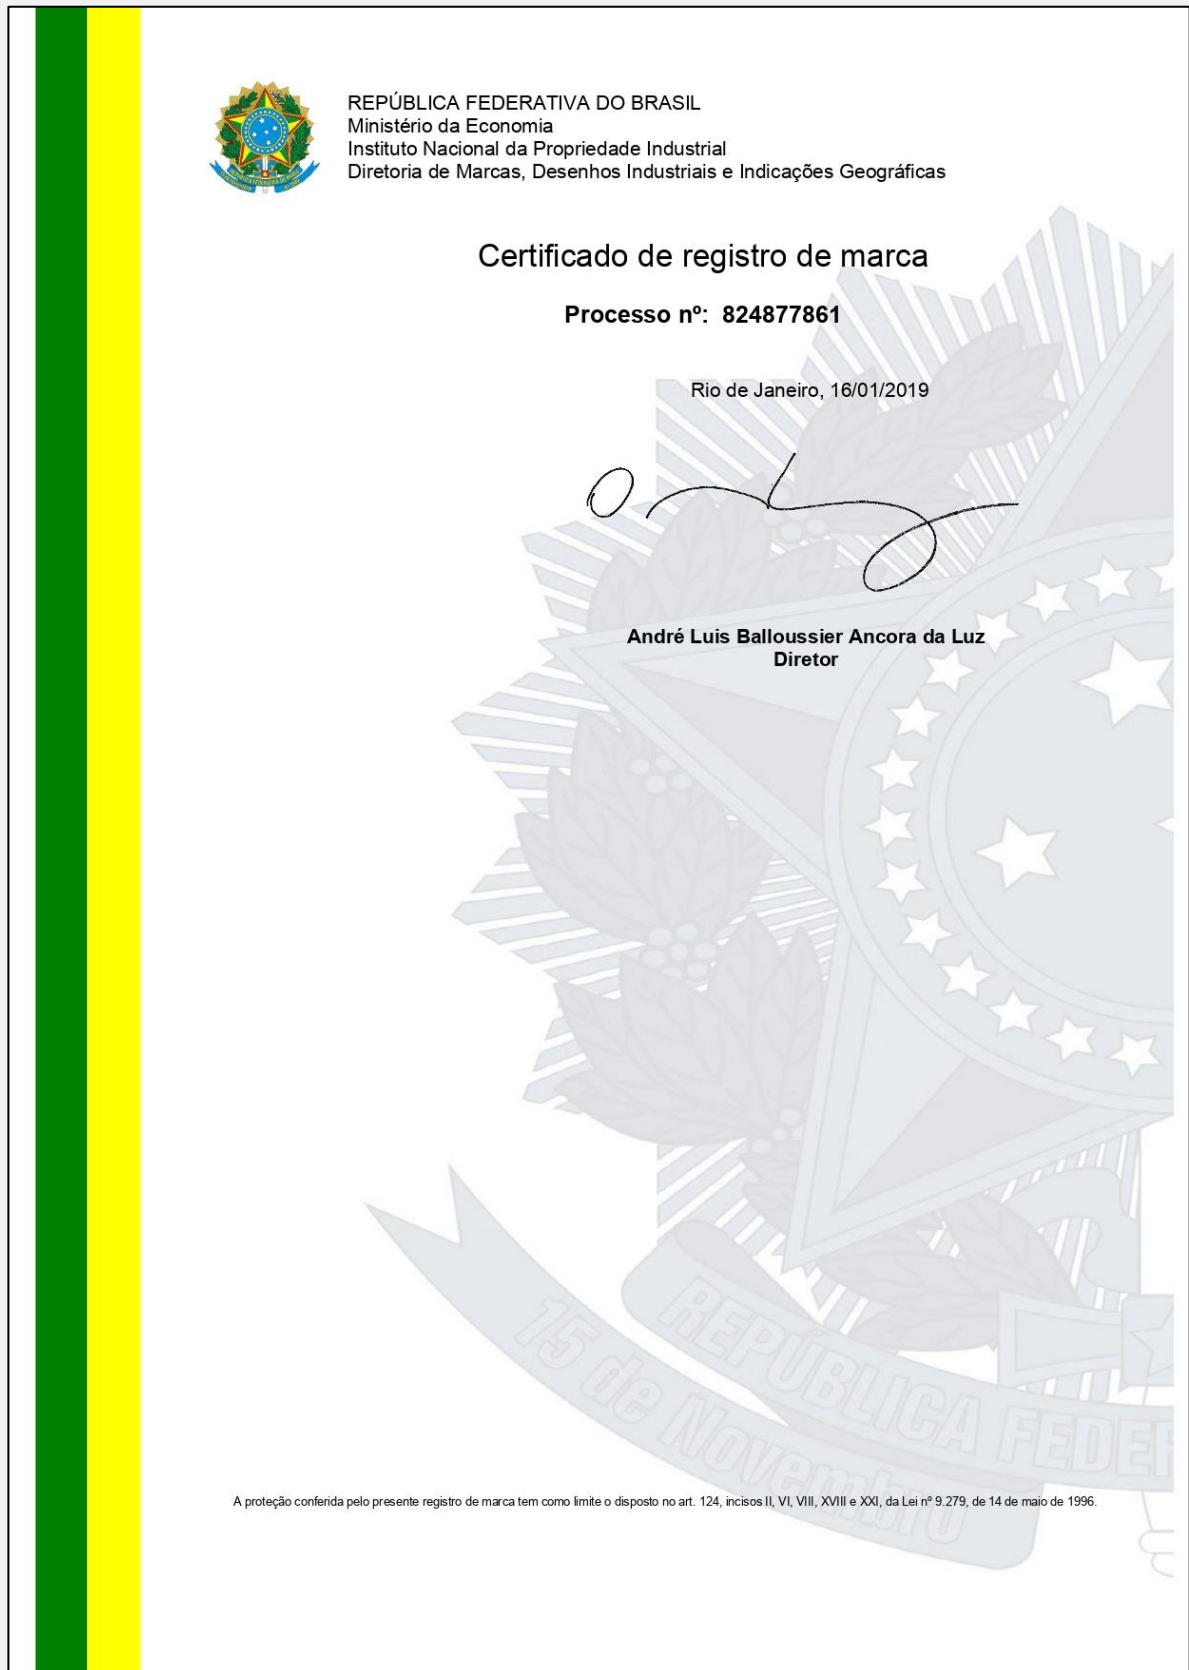 REPÚBLICA FEDERATIVA DO BRASIL
Ministério da Economia
Instituto Nacional da Propriedade Industrial
Diretoria de Marcas, Desenhos Industriais e Indicações Geográficas
Certificado de registro de marca
Processo nº: 824877861
Rio de Janeiro, 16/01/2019
André Luis Balloussier Ancora da Luz
Diretor
REPÚBLICA FEDER
15 de Novembro
A proteção conferida pelo presente registro de marca tem como limite o disposto no art. 124, incisos II, VI, VIII, XVIII e XXI, da Lei nº 9.279, de 14 de maio de 1996.